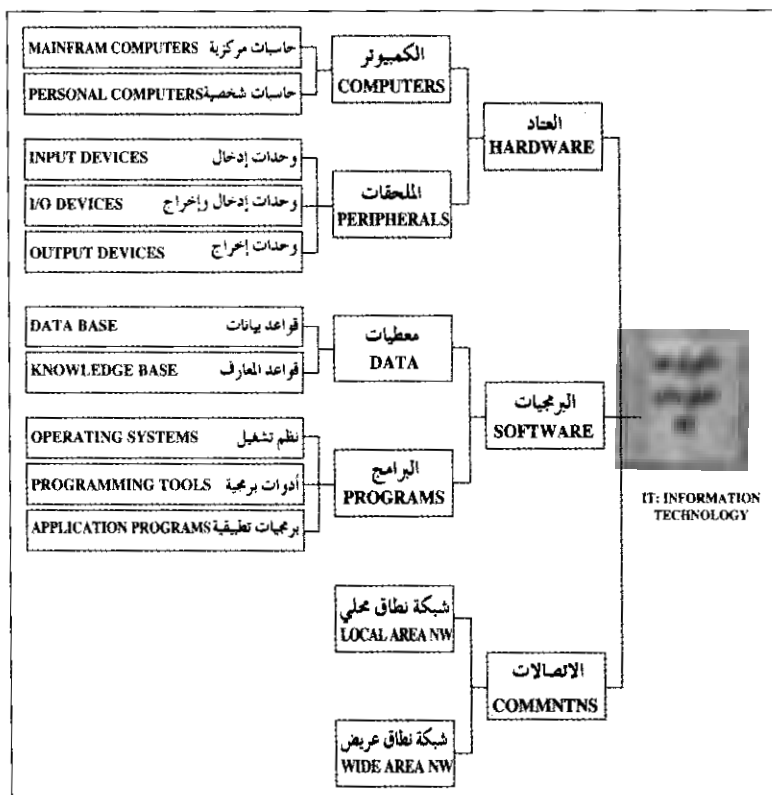 حاسبات مركزية MAINFRAM COMPUTERS
حاسبات شخصية PERSONAL COMPUTERS
الكمبيوتر
COMPUTERS
العتاد
HARDWARE
وحدات إدخال INPUT DEVICES
وحدات إدخال وإخراج I/O DEVICES
وحدات إخراج OUTPUT DEVICES
الملحقات
PERIPHERALS
قواعد بيانات DATA BASE
قواعد المعارف KNOWLEDGE BASE
معطيات
DATA
البرمجيات
SOFTWARE
نظم تشغيل OPERATING SYSTEMS
أدوات برمجية PROGRAMMING TOOLS
برمجيات تطبيقية APPLICATION PROGRAMS
البرامج
PROGRAMS
IT: INFORMATION
TECHNOLOGY
شبكة نطاق محلي
LOCAL AREA NW
الاتصالات
COMMNTNS
شبكة نطاق عريض
WIDE AREA NW